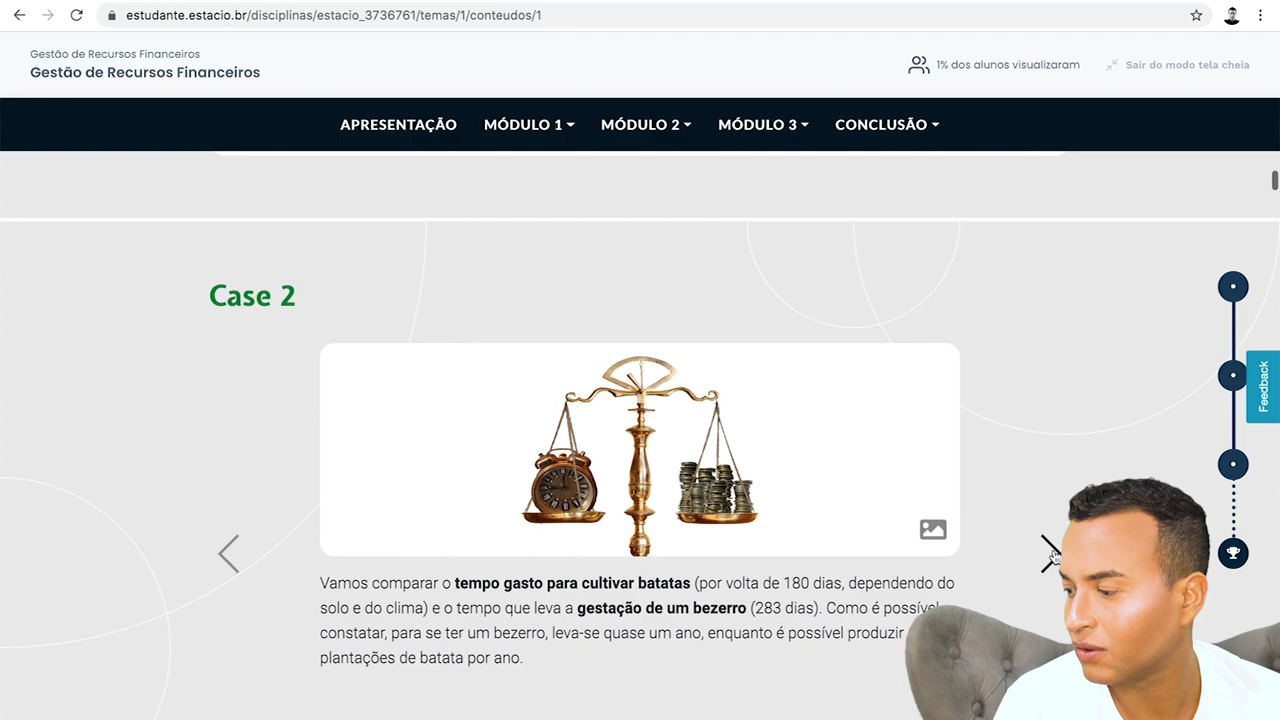 estudante.estacio.br/disciplinas/estacio_3736761/temas/1/conteudos/1
Gestão de Recursos Financeiros
Gestão de Recursos Financeiros
1% dos alunos visualizaram
Sair do modo tela cheia
APRESENTAÇÃO
MÓDULO 1
MÓDULO 2
MÓDULO 3
CONCLUSÃO
Case 2
Feedback
Vamos comparar o tempo gasto para cultivar batatas (por volta de 180 dias, dependendo do
solo e do clima) e o tempo que leva a gestação de um bezerro (283 dias). Como é possível
constatar, para se ter um bezerro, leva-se quase um ano, enquanto é possível produzir
plantações de batata por ano.